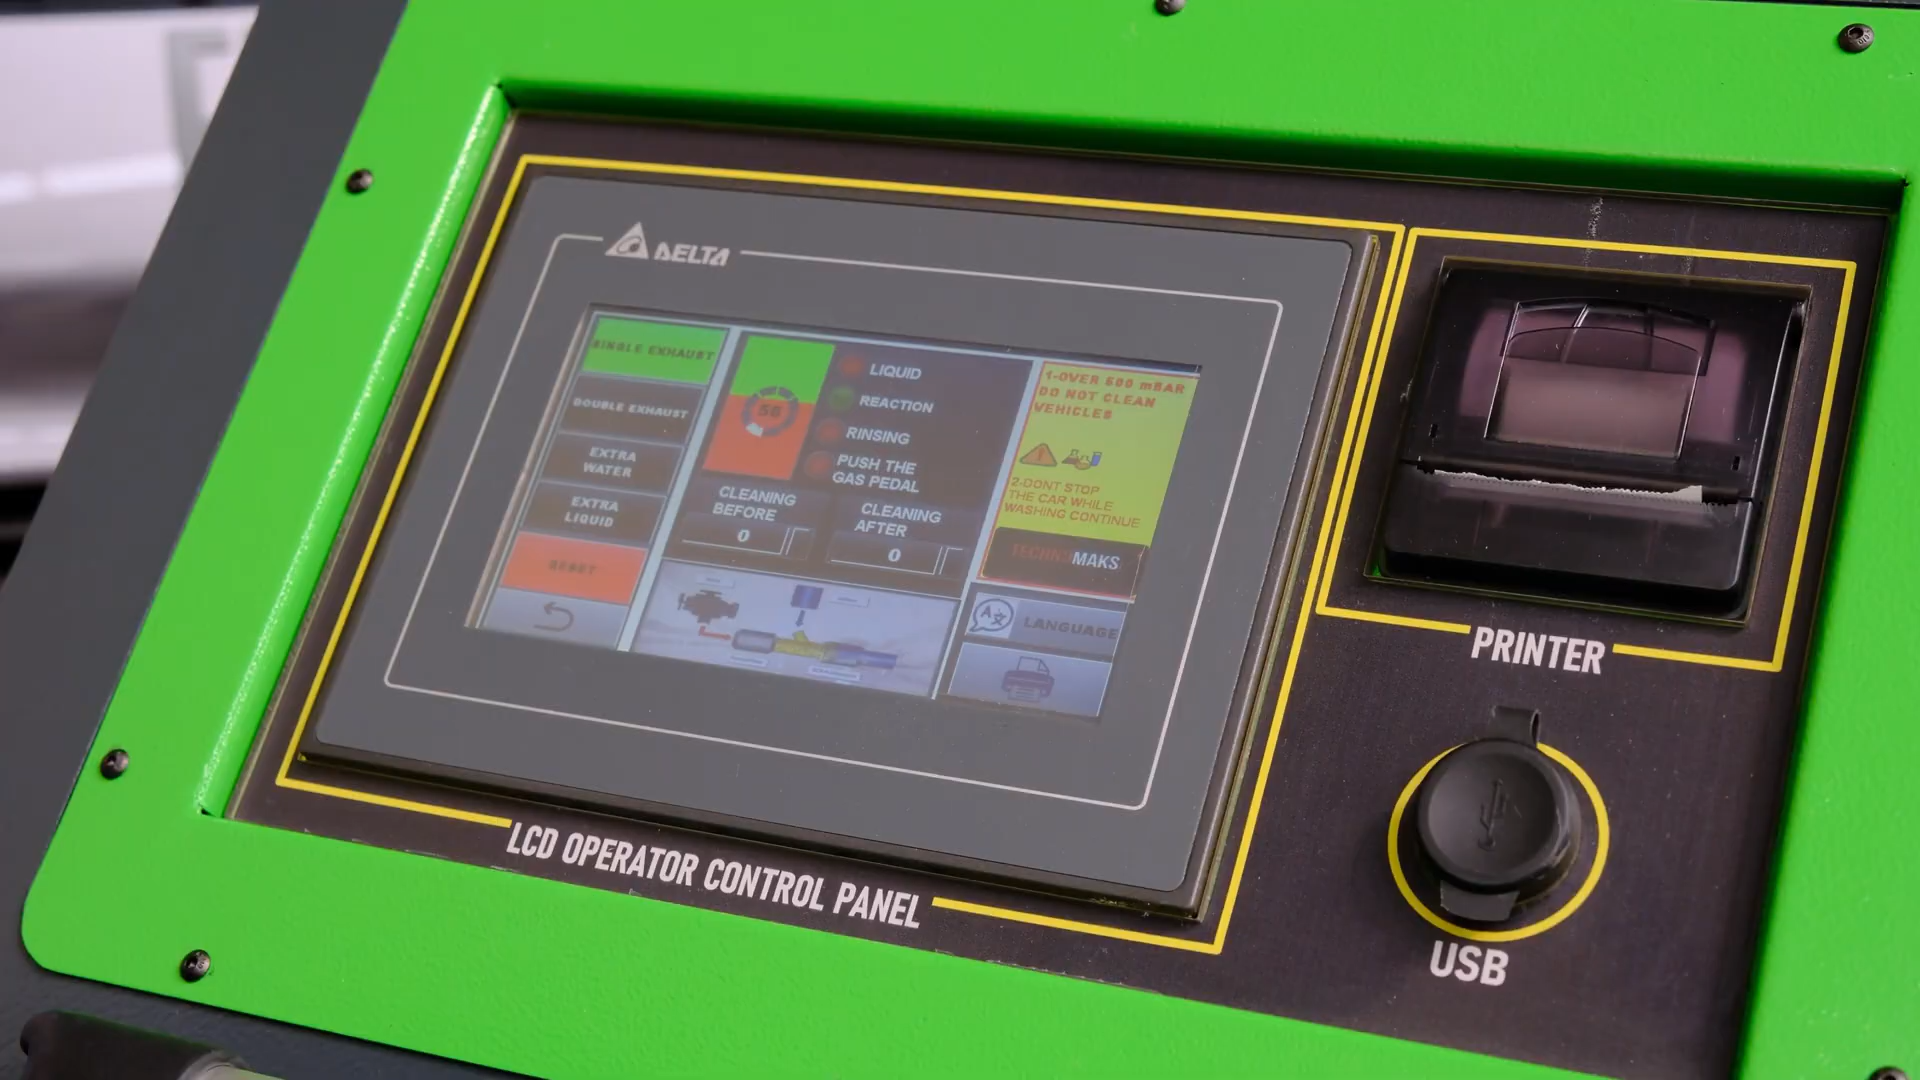 DELTA
SINGLE EXHAUST
DOUBLE EXHAUST
EXTRA
WATER
EXTRA
LIQUID
RESET
56
LIQUID
REACTION
RINSING
PUSH THE
GAS PEDAL
CLEANING
BEFORE
0
CLEANING
AFTER
0
1-OVER 600 mBAR
DO NOT CLEAN
VEHICLES
2-DONT STOP
THE CAR WHILE
WASHING CONTINUE
MAKS
LANGUAGE
LCD OPERATOR CONTROL PANEL
PRINTER
USB